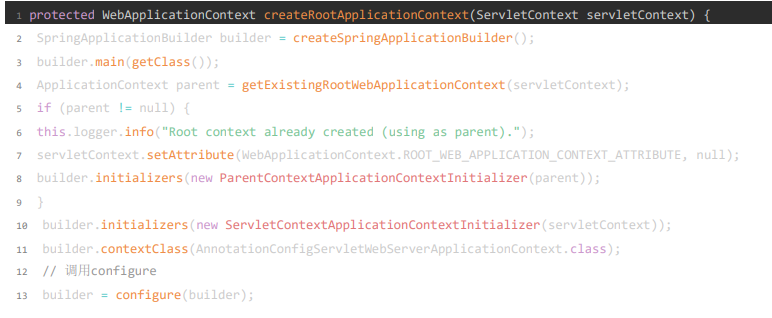 1 protected WebApplicationContext createRootApplicationContext(ServletContext servletContext) {
2 SpringApplicationBuilder builder = createSpringApplicationBuilder();
3 builder.main(getClass());
4 ApplicationContext parent = getExistingRootWebApplicationContext(servletContext);
5 if (parent != null) {
6 this.logger.info("Root context already created (using as parent).");
7 servletContext.setAttribute(WebApplicationContext.ROOT_WEB_APPLICATION_CONTEXT_ATTRIBUTE, null);
8 builder.initializers(new ParentContextApplicationContextInitializer(parent));
9 }
10 builder.initializers(new ServletContextApplicationContextInitializer(servletContext));
11 builder.contextClass(AnnotationConfigServletWebServerApplicationContext.class);
12 // 调用configure
13 builder = configure(builder);